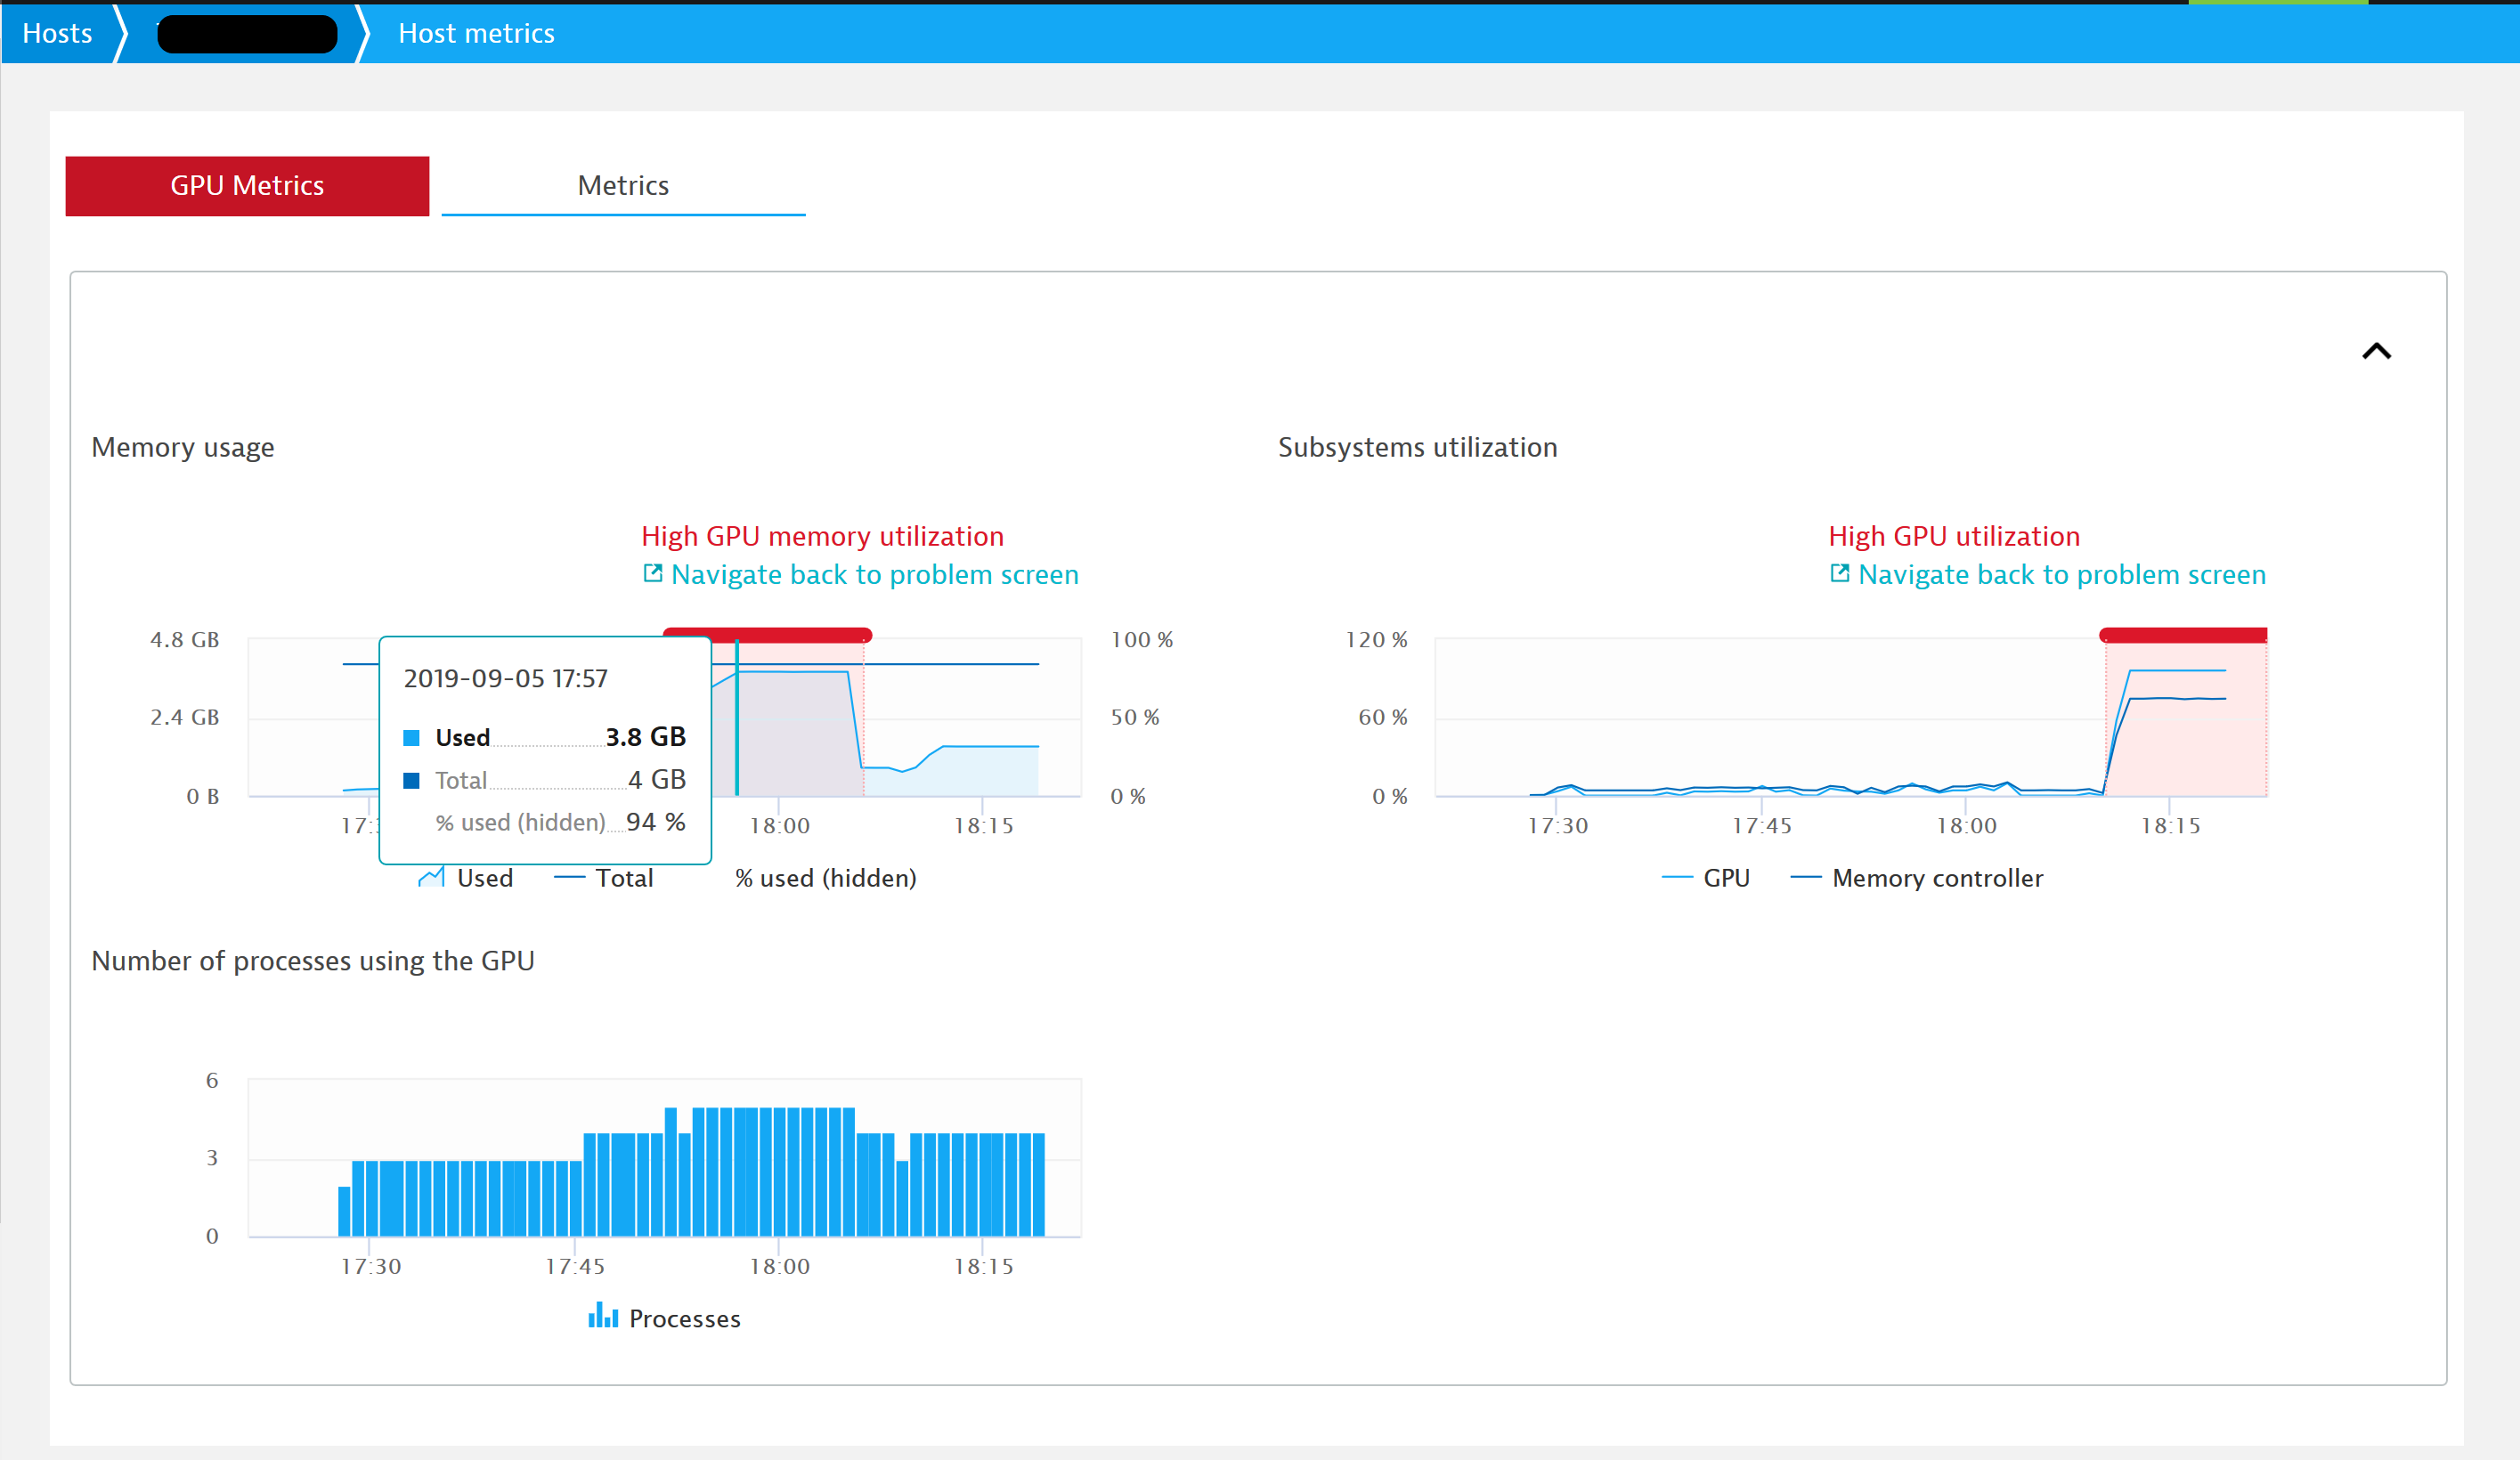 Hosts
Host metrics
GPU Metrics
Metrics
Memory usage
Subsystems utilization
High GPU memory utilization
Navigate back to problem screen
High GPU utilization
Navigate back to problem screen
4.8 GB
2.4 GB
0 B
100 %
50 %
0 %
2019-09-05 17:57
Used 3.8 GB
Total 4 GB
% used (hidden) 94 %
18:00
18:15
Used
Total
% used (hidden)
120 %
60 %
0 %
17:30
17:45
18:00
18:15
GPU
Memory controller
Number of processes using the GPU
6
3
0
17:30
17:45
18:00
18:15
Processes